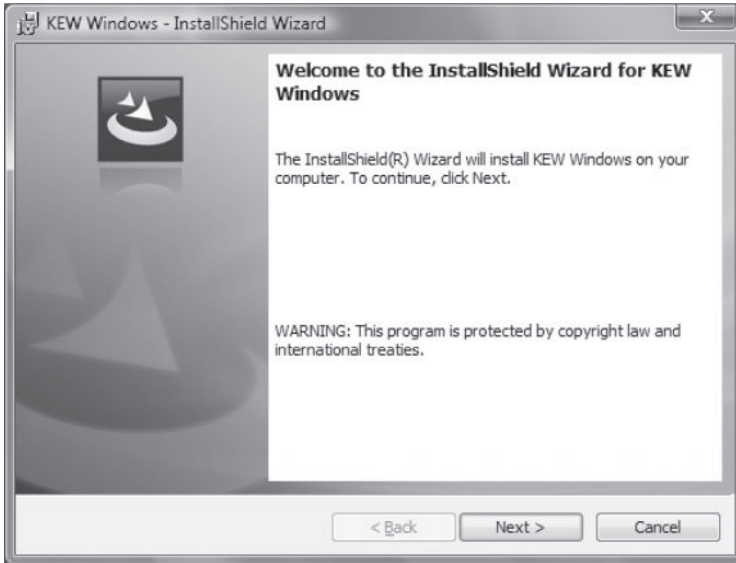 KEW Windows - InstallShield Wizard
Welcome to the InstallShield Wizard for KEW
Windows
The InstallShield(R) Wizard will install KEW Windows on your
computer. To continue, click Next.
WARNING: This program is protected by copyright law and
international treaties.
< Back
Next >
Cancel